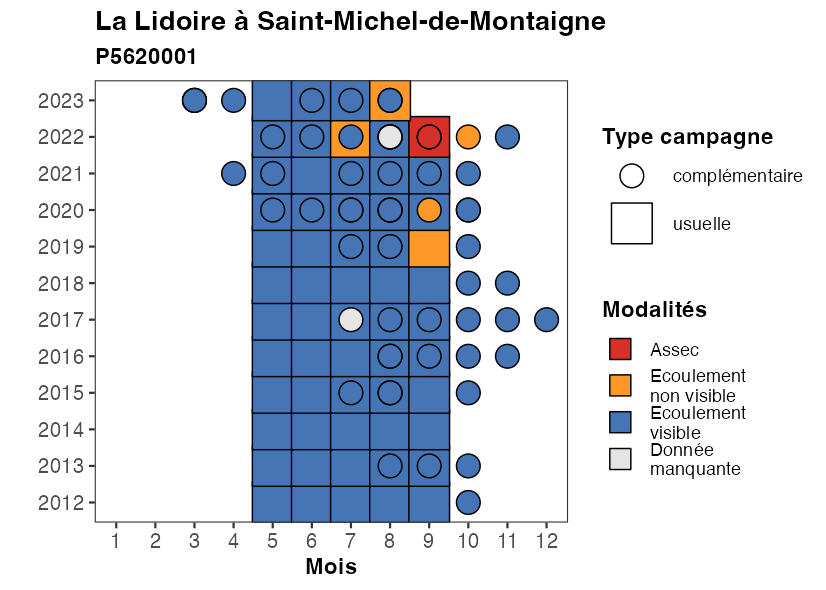 La Lidoire à Saint-Michel-de-Montaigne
P5620001
2023
2022
2021
2020
2019
2018
2017
2016
2015
2014
2013
2012
1 2 3 4 5 6 7 8 9 10 11 12
Mois
Type campagne
complémentaire
usuelle
Modalités
Assec
Ecoulement
non visible
Ecoulement
visible
Donnée
manquante